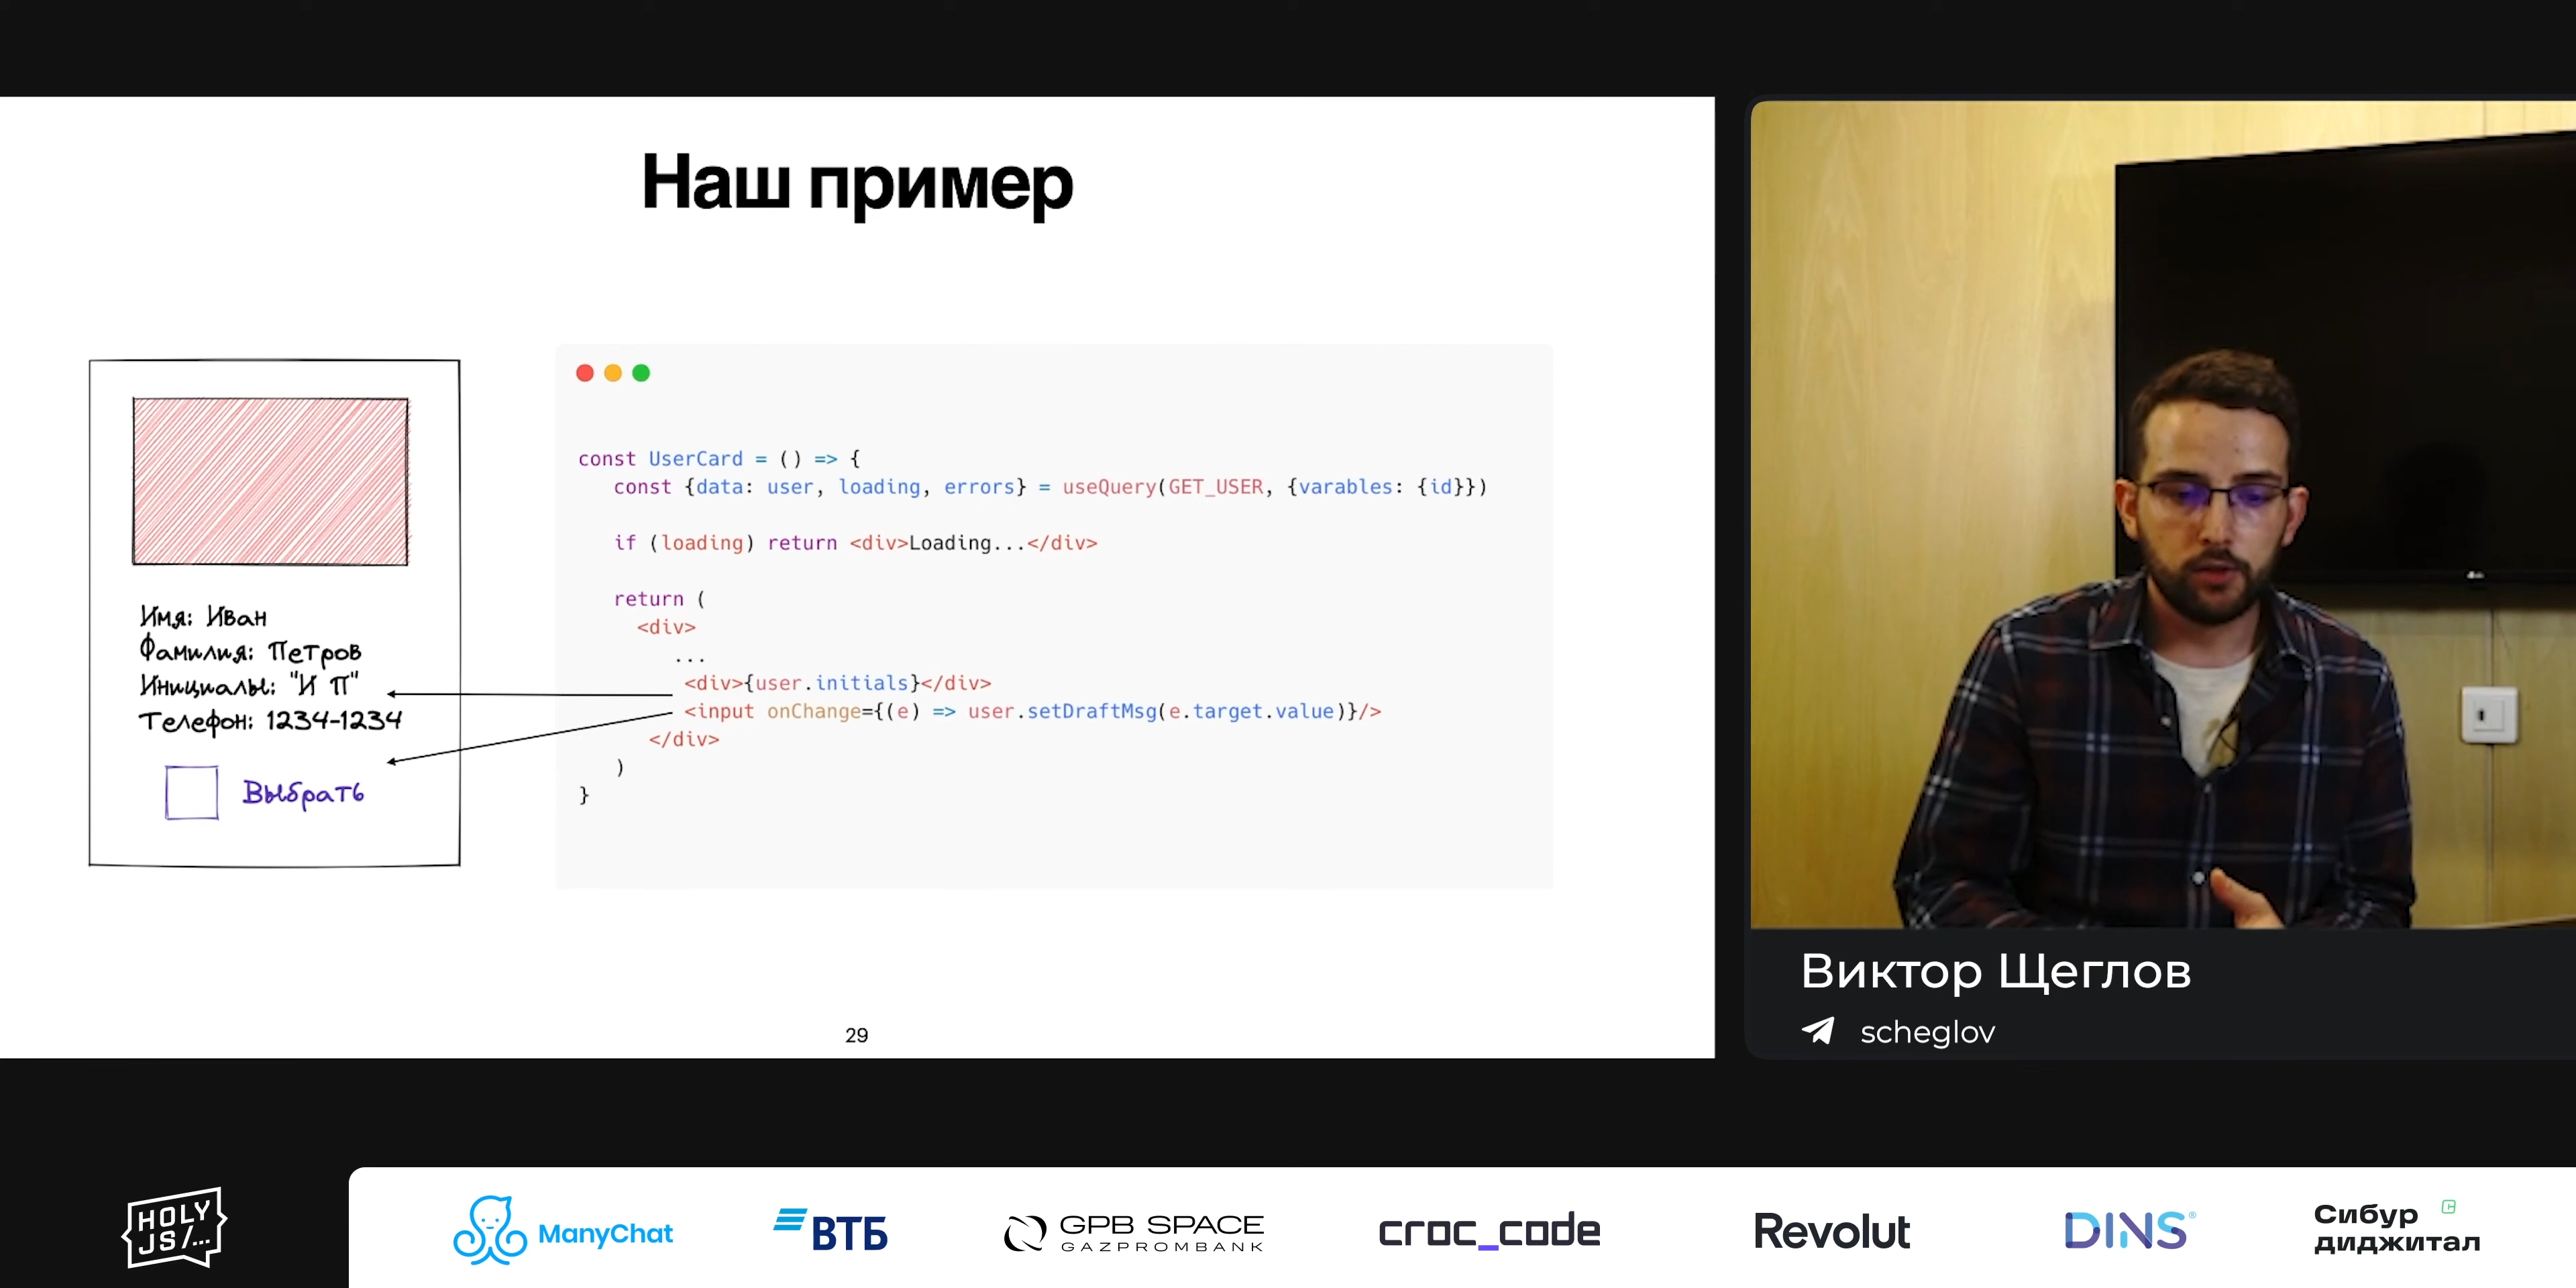 Наш пример
Имя: Иван
Фамилия: Петров
Инициалы: "И П"
Телефон: 1234-1234
Выбрать
const UserCard = () => {
const {data: user, loading, errors} = useQuery(GET_USER, {varables: {id}})
if (loading) return <div>Loading...</div>
return (
<div>
...
<div>{user.initials}</div>
<input onChange={(e) => user.setDraftMsg(e.target.value)}/>
</div>
)
}
29
Виктор Щеглов
scheglov
HOLY
JS/...
ManyChat
ВТБ
GPB SPACE
GAZPROMBANK
croc_code
Revolut
DINS®
Сибур
диджитал